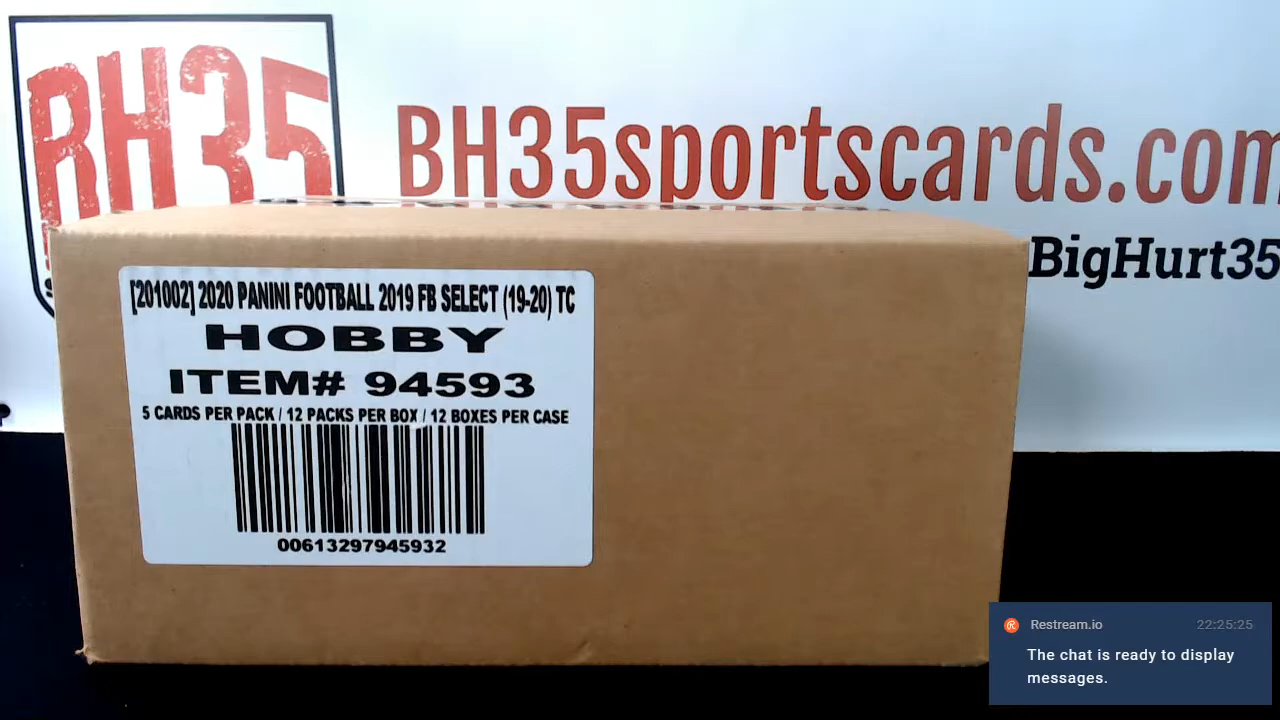 BH35
BH35sportscards.com
BigHurt35
[201002] 2020 PANINI FOOTBALL 2019 FB SELECT (19-20) TC
HOBBY
ITEM# 94593
5 CARDS PER PACK / 12 PACKS PER BOX / 12 BOXES PER CASE
00613297945932
Restream.io 22:25:25
The chat is ready to display
messages.